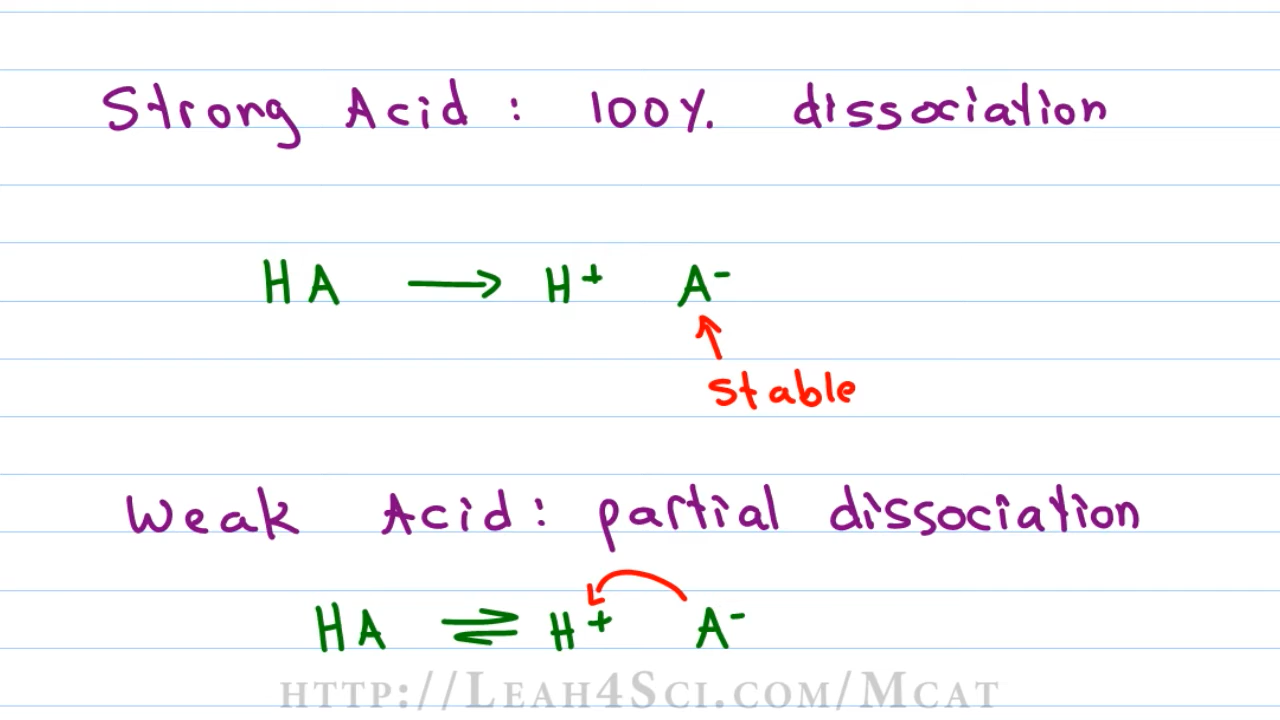 Strong Acid: 100% dissociation
HA → H+ A-
Stable
Weak Acid: partial dissociation
HA ⇌ H+ A-
HTTP://LEAH4SCI.COM/MCAT